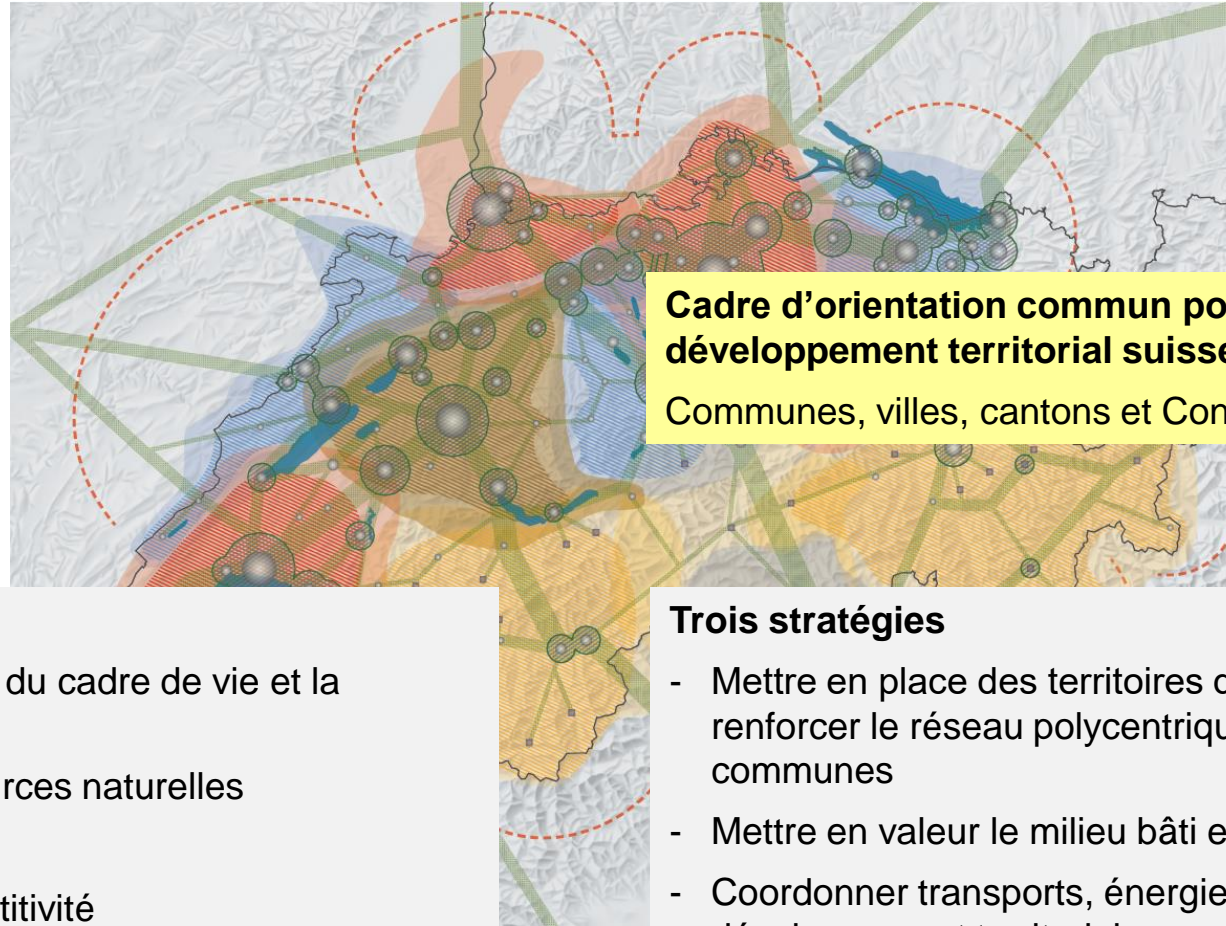 Cadre d'orientation commun po
développement territorial suisse
Communes, villes, cantons et Con
du cadre de vie et la
rces naturelles
titivité
Trois stratégies
- Mettre en place des territoires
renforcer le réseau polycentriqu
communes
- Mettre en valeur le milieu bâti e
- Coordonner transports, énergie